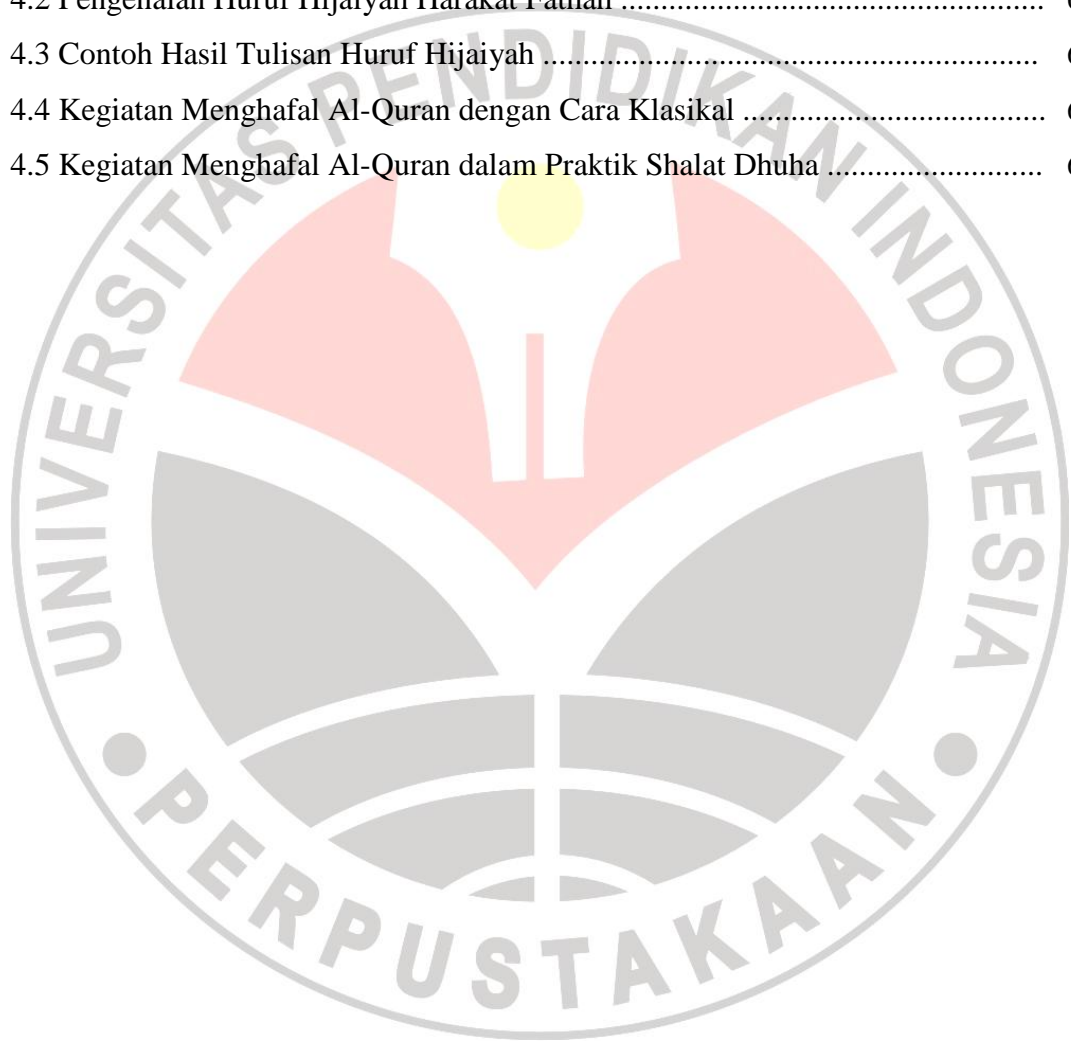 4.2 Pengenalan Huruf Hijaiyah Harakat Fathah ....................................................
4.3 Contoh Hasil Tulisan Huruf Hijaiyah .............................................................
4.4 Kegiatan Menghafal Al-Quran dengan Cara Klasikal .....................................
4.5 Kegiatan Menghafal Al-Quran dalam Praktik Shalat Dhuha ..........................
UNIVERSITAS PENDIDIKAN INDONESIA
• PERPUSTAKAAN •